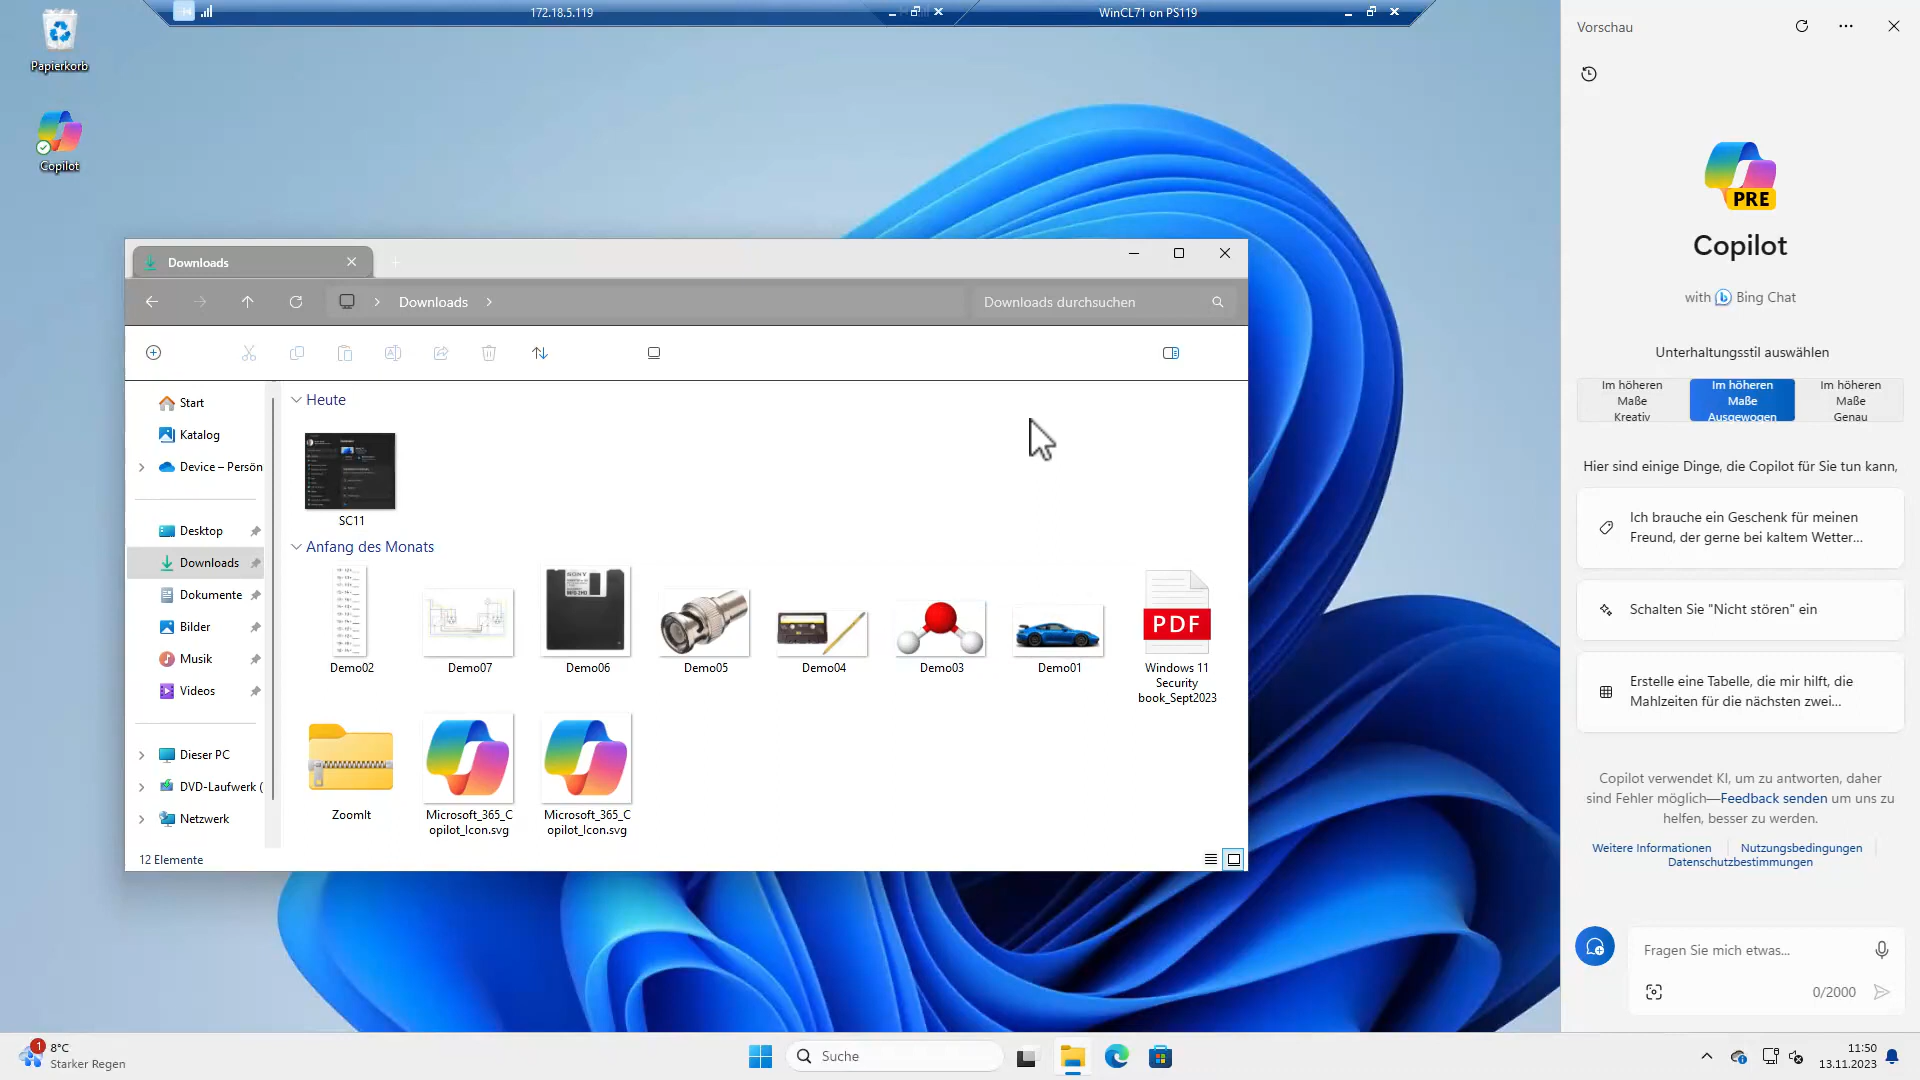 172.18.5.119
WinCL71 on PS119
Papierkorb
Copilot
Downloads
Downloads
Downloads durchsuchen
Start
Katalog
Device – Persön
Desktop
Downloads
Dokumente
Bilder
Musik
Videos
Dieser PC
DVD-Laufwerk (
Netzwerk
Heute
SC11
Anfang des Monats
SONY
Demo02
Demo07
Demo06
Demo05
Demo04
Demo03
Demo01
PDF
Windows 11
Security
book_Sept2023
ZoomIt
Microsoft_365_C
opilot_Icon.svg
Microsoft_365_C
opilot_Icon.svg
12 Elemente
Vorschau
PRE
Copilot
with b Bing Chat
Unterhaltungsstil auswählen
Im höheren
Maße
Kreativ
Im höheren
Maße
Ausgewogen
Im höheren
Maße
Genau
Hier sind einige Dinge, die Copilot für Sie tun kann,
Ich brauche ein Geschenk für meinen
Freund, der gerne bei kaltem Wetter...
Schalten Sie "Nicht stören" ein
Erstelle eine Tabelle, die mir hilft, die
Mahlzeiten für die nächsten zwei...
Copilot verwendet KI, um zu antworten, daher
sind Fehler möglich—Feedback senden um uns zu
helfen, besser zu werden.
Weitere Informationen
Nutzungsbedingungen
Datenschutzbestimmungen
Fragen Sie mich etwas...
0/2000
1
8°C
Starker Regen
Suche
11:50
13.11.2023